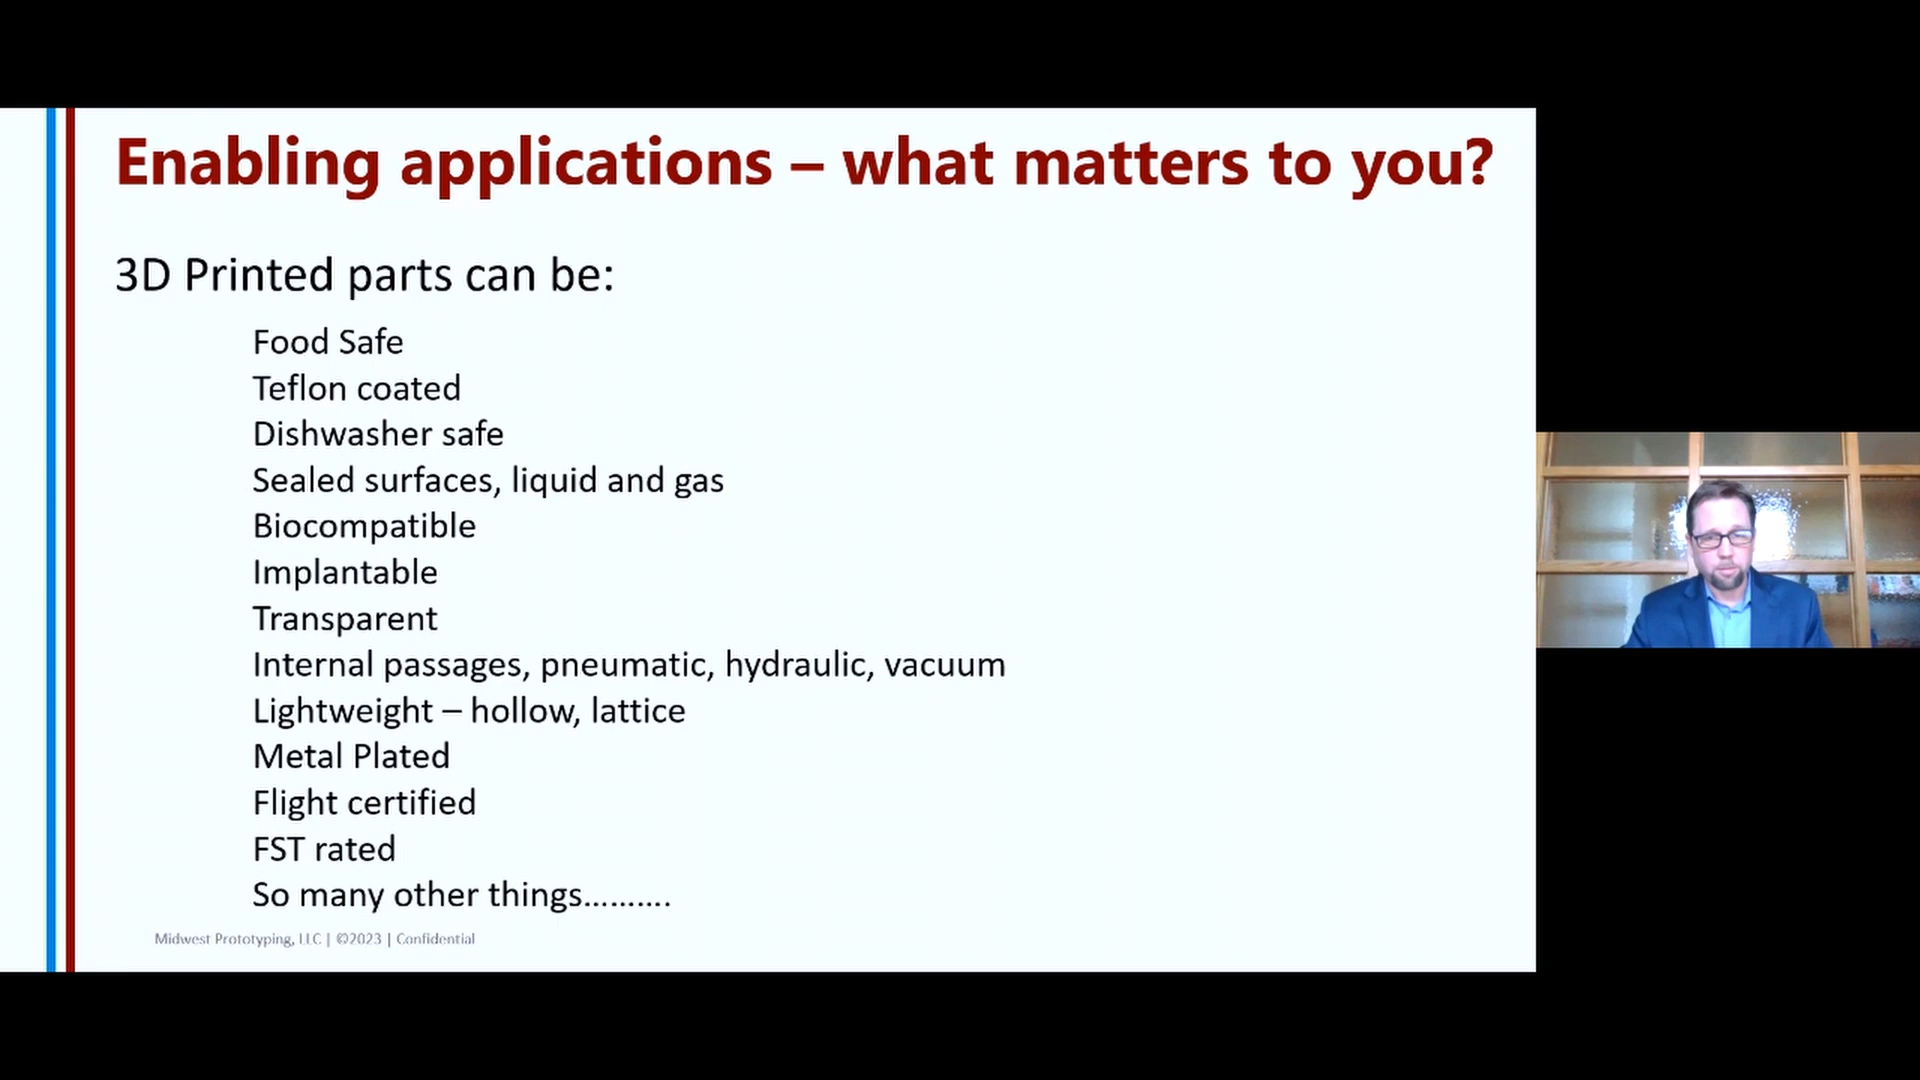 Enabling applications – what matters to you?
3D Printed parts can be:
Food Safe
Teflon coated
Dishwasher safe
Sealed surfaces, liquid and gas
Biocompatible
Implantable
Transparent
Internal passages, pneumatic, hydraulic, vacuum
Lightweight – hollow, lattice
Metal Plated
Flight certified
FST rated
So many other things……….
Midwest Prototyping, LLC | ©2023 | Confidential